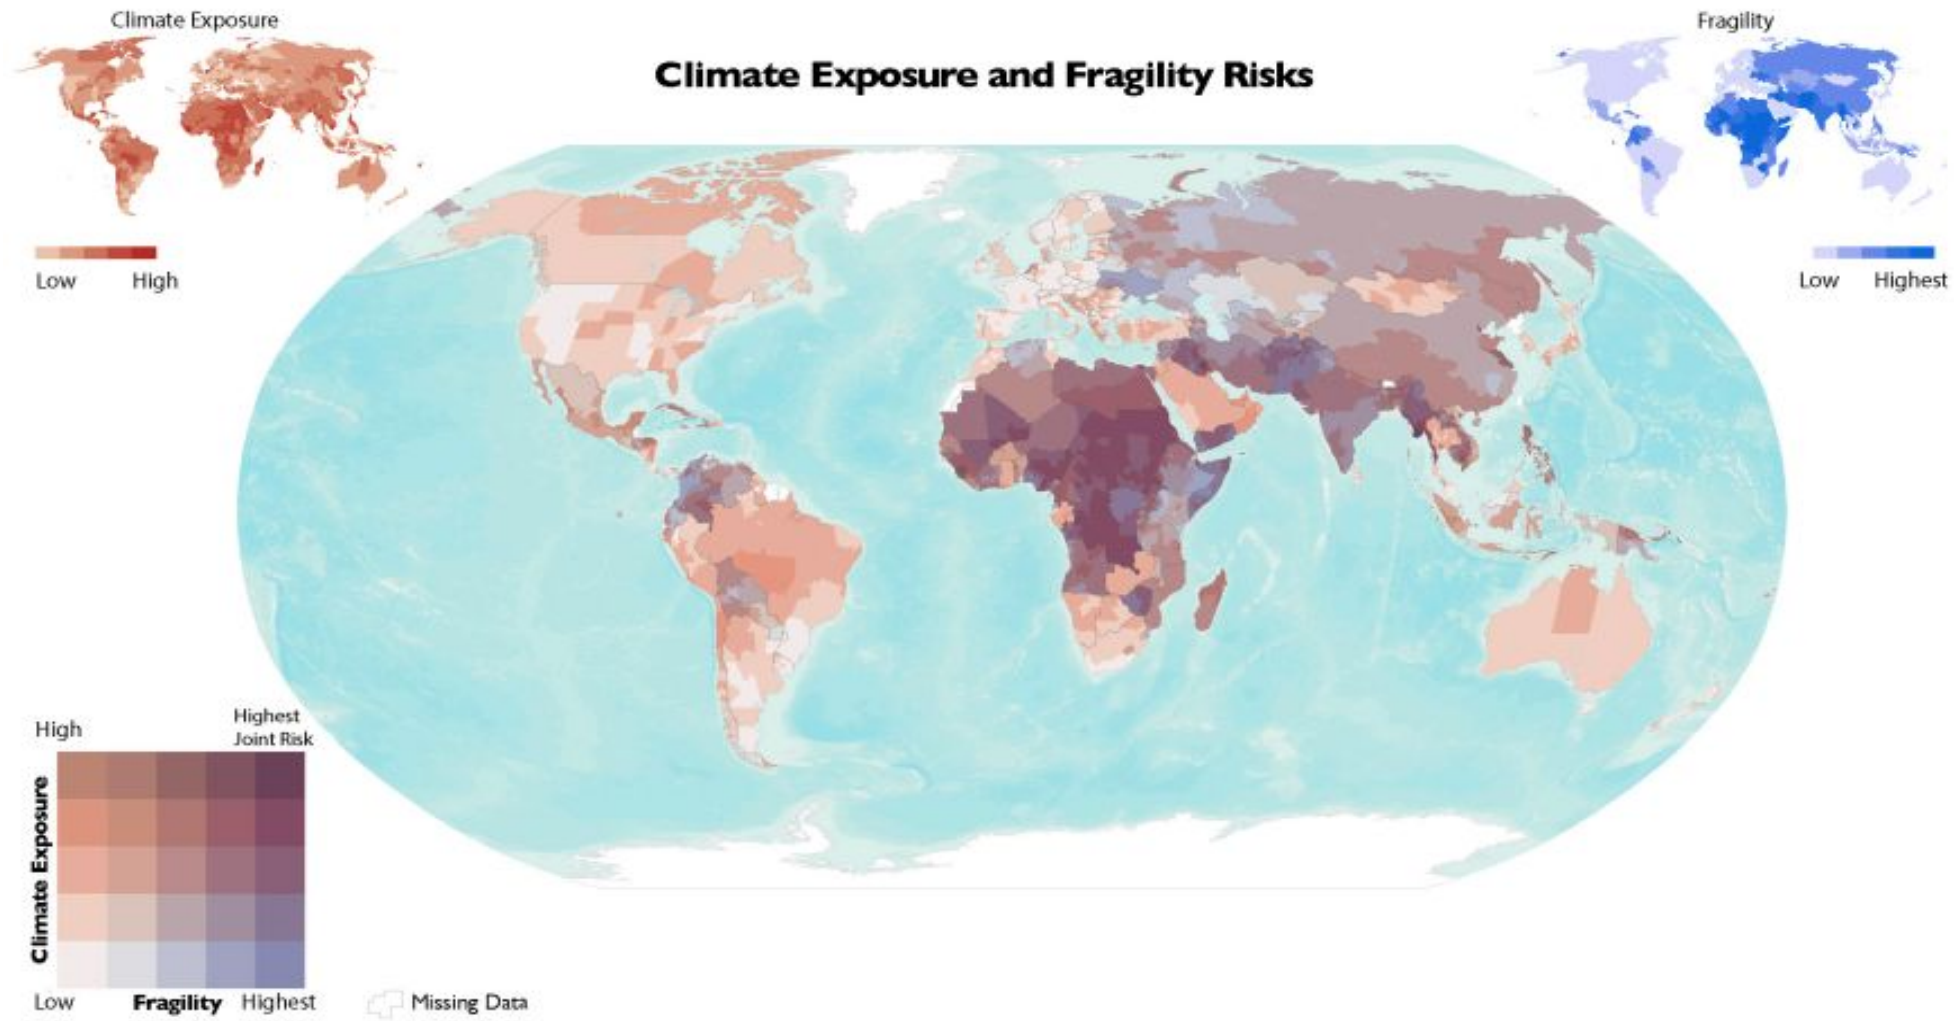 Climate Exposure
Fragility
Climate Exposure and Fragility Risks
Low High
Low Highest
High
Highest
Joint Risk
Climate Exposure
Low Fragility Highest
Missing Data